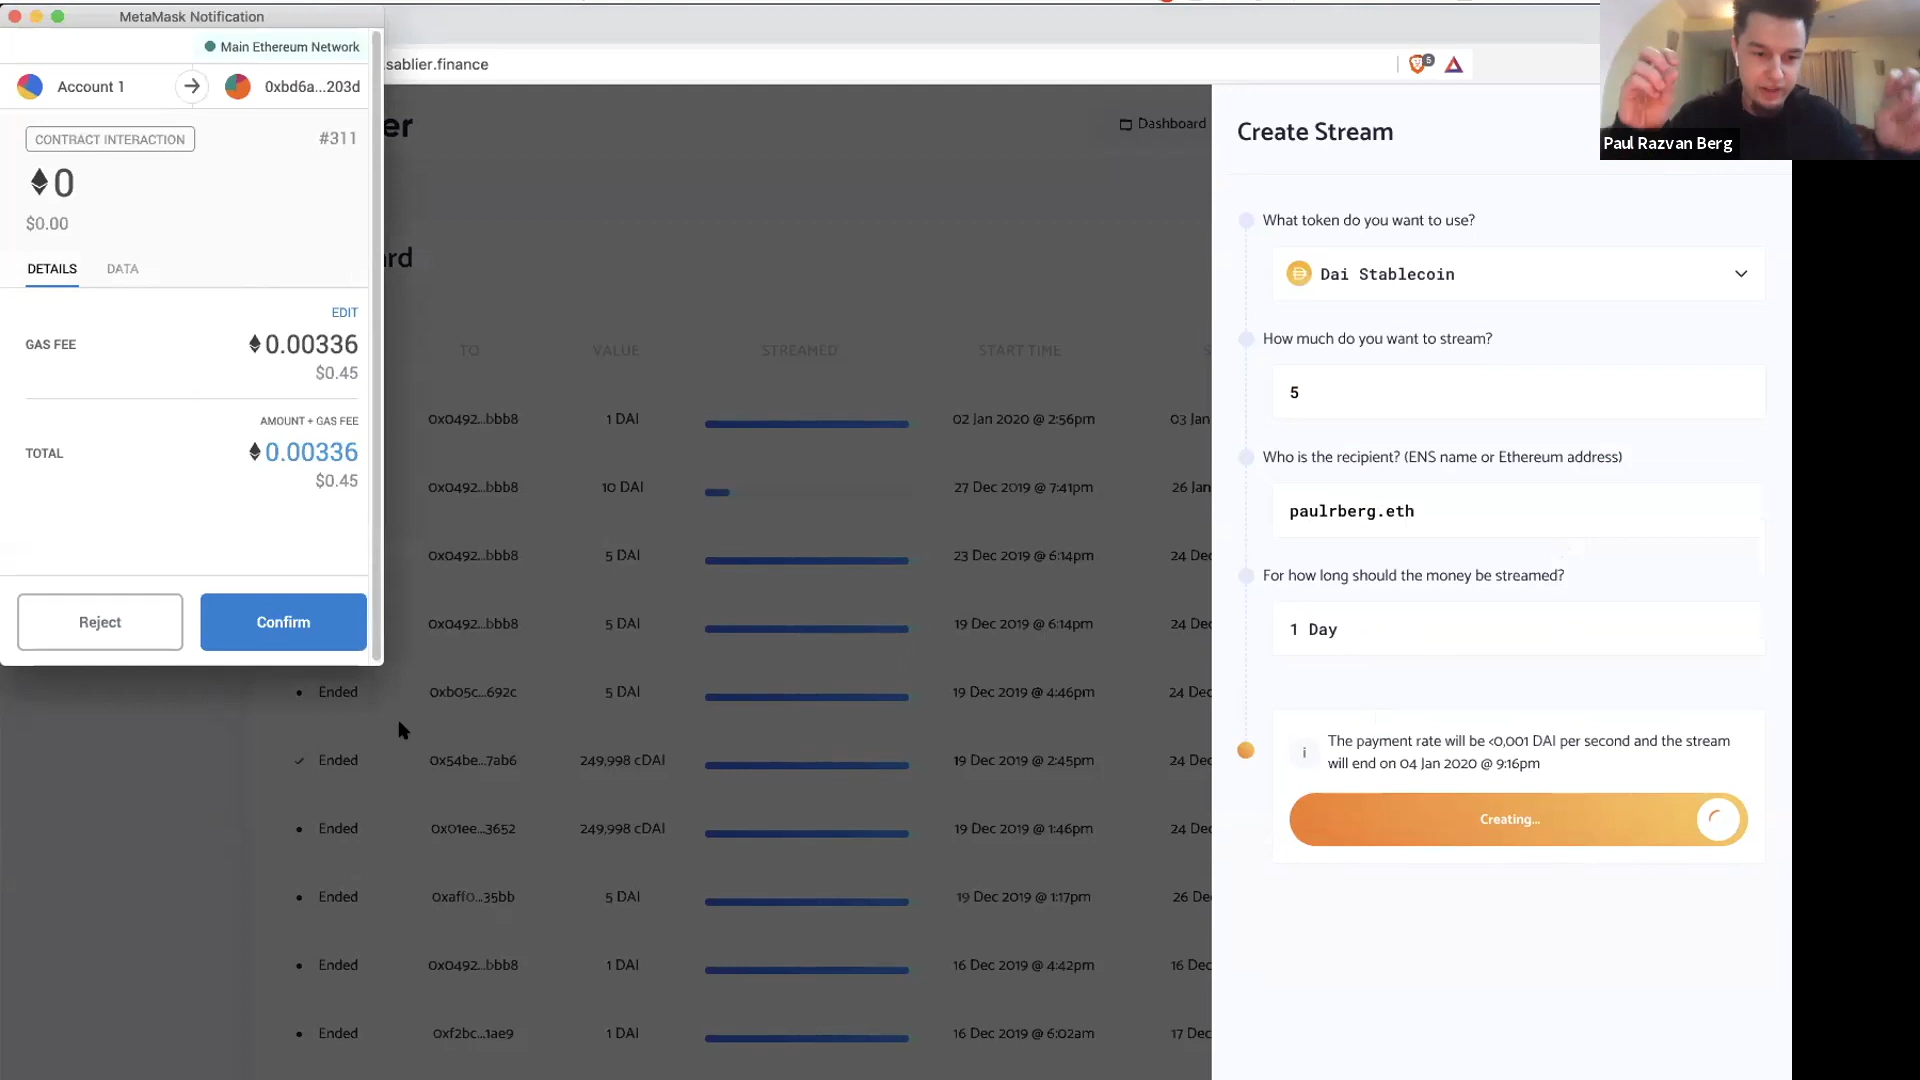 MetaMask Notification
Main Ethereum Network
Account 1
0xbd6a...203d
CONTRACT INTERACTION
#311
0
$0.00
DETAILS
DATA
EDIT
GAS FEE
0.00336
$0.45
AMOUNT + GAS FEE
TOTAL
0.00336
$0.45
Reject
Confirm
sablier.finance
5
er
Dashboard
rd
TO VALUE STREAMED START TIME S
0x0492...bbb8 1 DAI 02 Jan 2020 @ 2:56pm 03 Jan
0x0492...bbb8 10 DAI 27 Dec 2019 @ 7:41pm 26 Jan
0x0492...bbb8 5 DAI 23 Dec 2019 @ 6:14pm 24 Dec
0x0492...bbb8 5 DAI 19 Dec 2019 @ 6:14pm 24 Dec
Ended 0xb05c...692c 5 DAI 19 Dec 2019 @ 4:46pm 24 Dec
Ended 0x54be...7ab6 249,998 cDAI 19 Dec 2019 @ 2:45pm 24 Dec
Ended 0x01ee...3652 249,998 cDAI 19 Dec 2019 @ 1:46pm 24 Dec
Ended 0xaff0...35bb 5 DAI 19 Dec 2019 @ 1:17pm 26 De
Ended 0x0492...bbb8 1 DAI 16 Dec 2019 @ 4:42pm 16 Dec
Ended 0xf2bc...1ae9 1 DAI 16 Dec 2019 @ 6:02am 17 Dec
Create Stream
What token do you want to use?
Dai Stablecoin
How much do you want to stream?
5
Who is the recipient? (ENS name or Ethereum address)
paulrberg.eth
For how long should the money be streamed?
1 Day
i
The payment rate will be <0,001 DAI per second and the stream
will end on 04 Jan 2020 @ 9:16pm
Creating...
Paul Razvan Berg